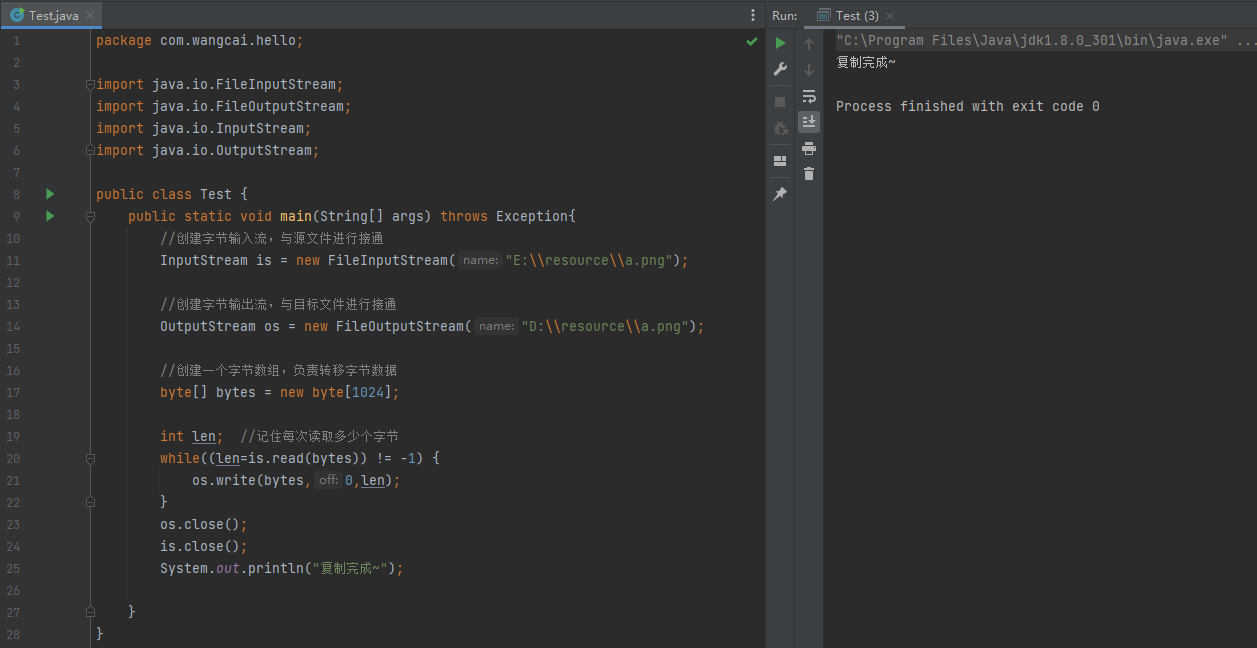 Test.java
1 package com.wangcai.hello;
2
3 import java.io.FileInputStream;
4 import java.io.FileOutputStream;
5 import java.io.InputStream;
6 import java.io.OutputStream;
7
8 public class Test {
9 public static void main(String[] args) throws Exception{
10 //创建字节输入流，与源文件进行接通
11 InputStream is = new FileInputStream( name: "E:\\resource\\a.png");
12
13 //创建字节输出流，与目标文件进行接通
14 OutputStream os = new FileOutputStream( name: "D:\\resource\\a.png");
15
16 //创建一个字节数组，负责转移字节数据
17 byte[] bytes = new byte[1024];
18
19 int len; //记住每次读取多少个字节
20 while((len=is.read(bytes)) != -1) {
21 os.write(bytes, off: 0,len);
22 }
23 os.close();
24 is.close();
25 System.out.println("复制完成~");
26
27 }
28 }
Run: Test (3)
"C:\Program Files\Java\jdk1.8.0_301\bin\java.exe" ...
复制完成~
Process finished with exit code 0